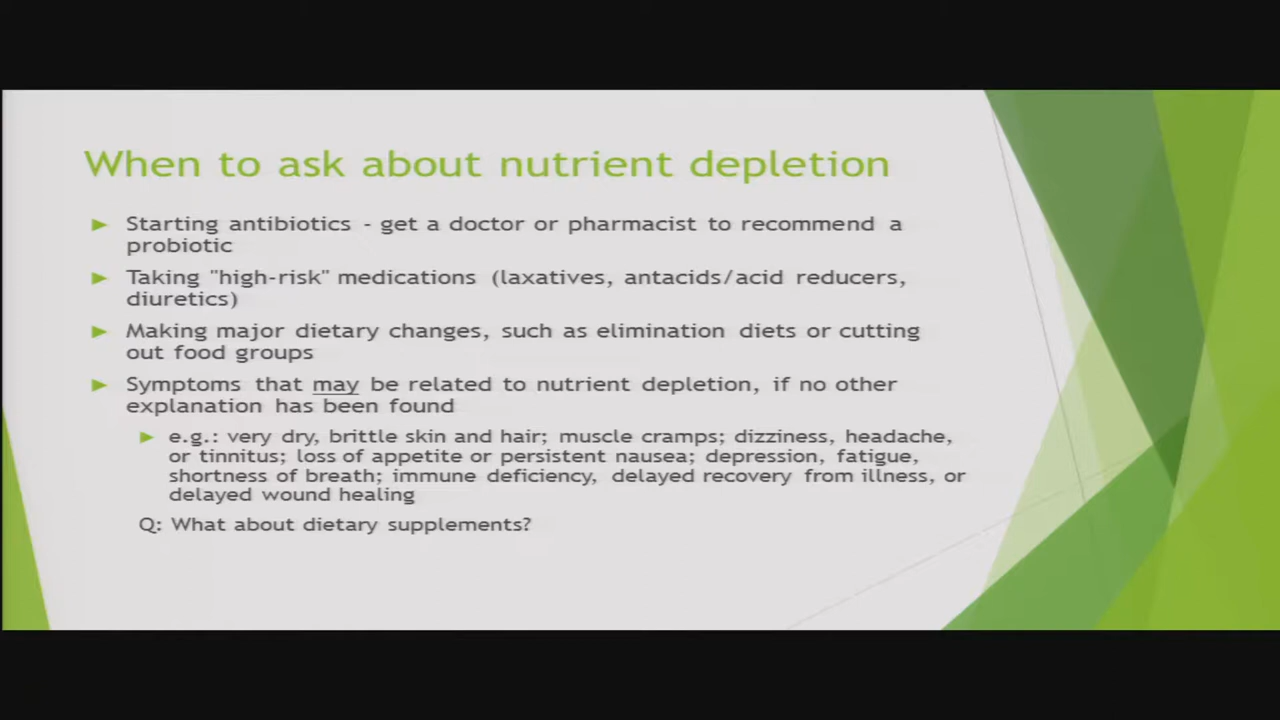 When to ask about nutrient depletion
Starting antibiotics - get a doctor or pharmacist to recommend a
probiotic
Taking "high-risk" medications (laxatives, antacids/acid reducers,
diuretics)
Making major dietary changes, such as elimination diets or cutting
out food groups
Symptoms that may be related to nutrient depletion, if no other
explanation has been found
e.g.: very dry, brittle skin and hair; muscle cramps; dizziness, headache,
or tinnitus; loss of appetite or persistent nausea; depression, fatigue,
shortness of breath; immune deficiency, delayed recovery from illness, or
delayed wound healing
Q: What about dietary supplements?